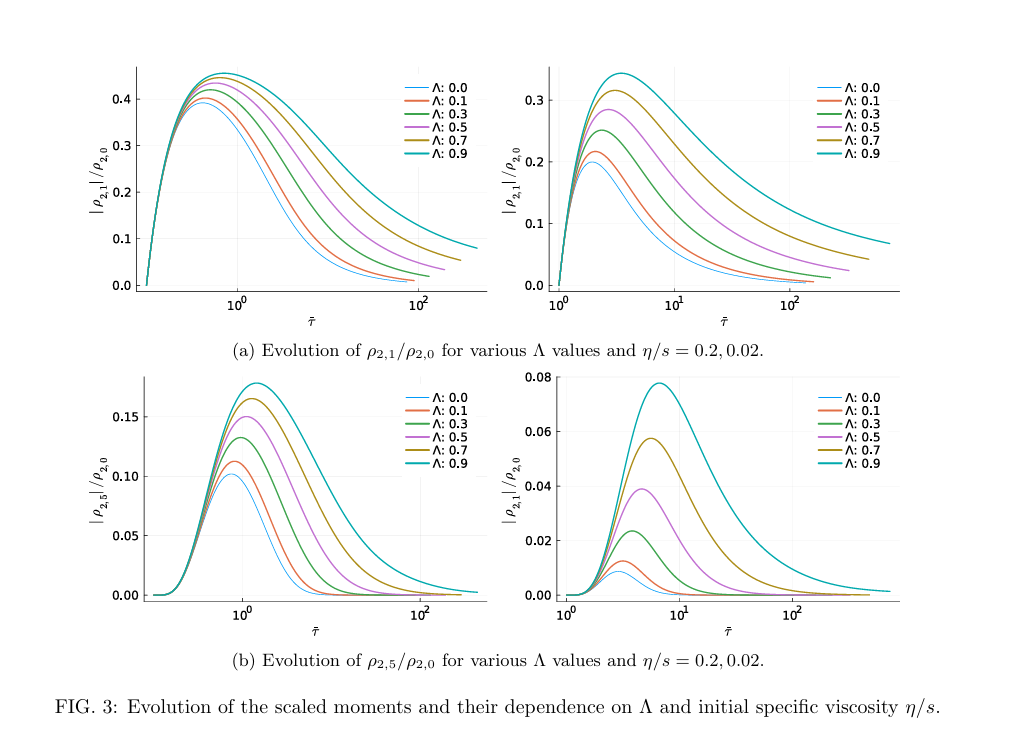 | ρ2,1| /ρ2,0
0.4
0.3
0.2
0.1
0.0
10^0
10^2
τ̄
Λ: 0.0
Λ: 0.1
Λ: 0.3
Λ: 0.5
Λ: 0.7
Λ: 0.9
| ρ2,1| /ρ2,0
0.3
0.2
0.1
0.0
10^0
10^1
10^2
τ̄
Λ: 0.0
Λ: 0.1
Λ: 0.3
Λ: 0.5
Λ: 0.7
Λ: 0.9
(a) Evolution of ρ2,1/ρ2,0 for various Λ values and η/s = 0.2, 0.02.
| ρ2,5| /ρ2,0
0.15
0.10
0.05
0.00
10^0
10^2
τ̄
Λ: 0.0
Λ: 0.1
Λ: 0.3
Λ: 0.5
Λ: 0.7
Λ: 0.9
| ρ2,1| /ρ2,0
0.08
0.06
0.04
0.02
0.00
10^0
10^1
10^2
τ̄
Λ: 0.0
Λ: 0.1
Λ: 0.3
Λ: 0.5
Λ: 0.7
Λ: 0.9
(b) Evolution of ρ2,5/ρ2,0 for various Λ values and η/s = 0.2, 0.02.
FIG. 3: Evolution of the scaled moments and their dependence on Λ and initial specific viscosity η/s.